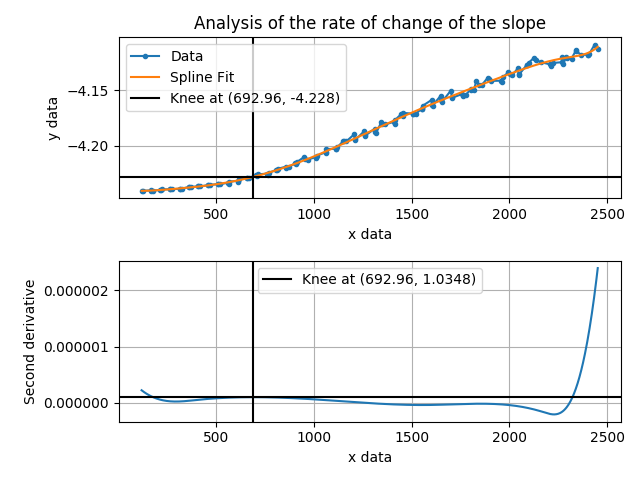 Analysis of the rate of change of the slope
Data
Spline Fit
Knee at (692.96, -4.228)
−4.15
−4.20
y data
500 1000 1500 2000 2500
x data
Knee at (692.96, 1.0348)
0.000002
0.000001
0.000000
Second derivative
500 1000 1500 2000 2500
x data